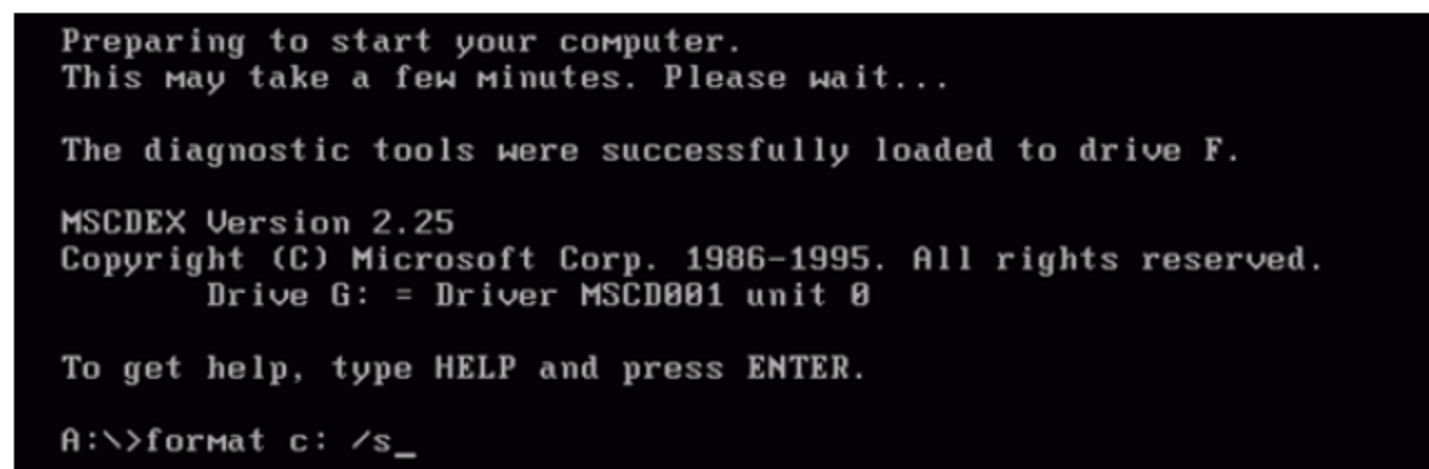 Preparing to start your computer.
This may take a few minutes. Please wait...
The diagnostic tools were successfully loaded to drive F.
MSCDEX Version 2.25
Copyright (C) Microsoft Corp. 1986-1995. All rights reserved.
Drive G: = Driver MSCD001 unit 0
To get help, type HELP and press ENTER.
A:\>format c: /s_